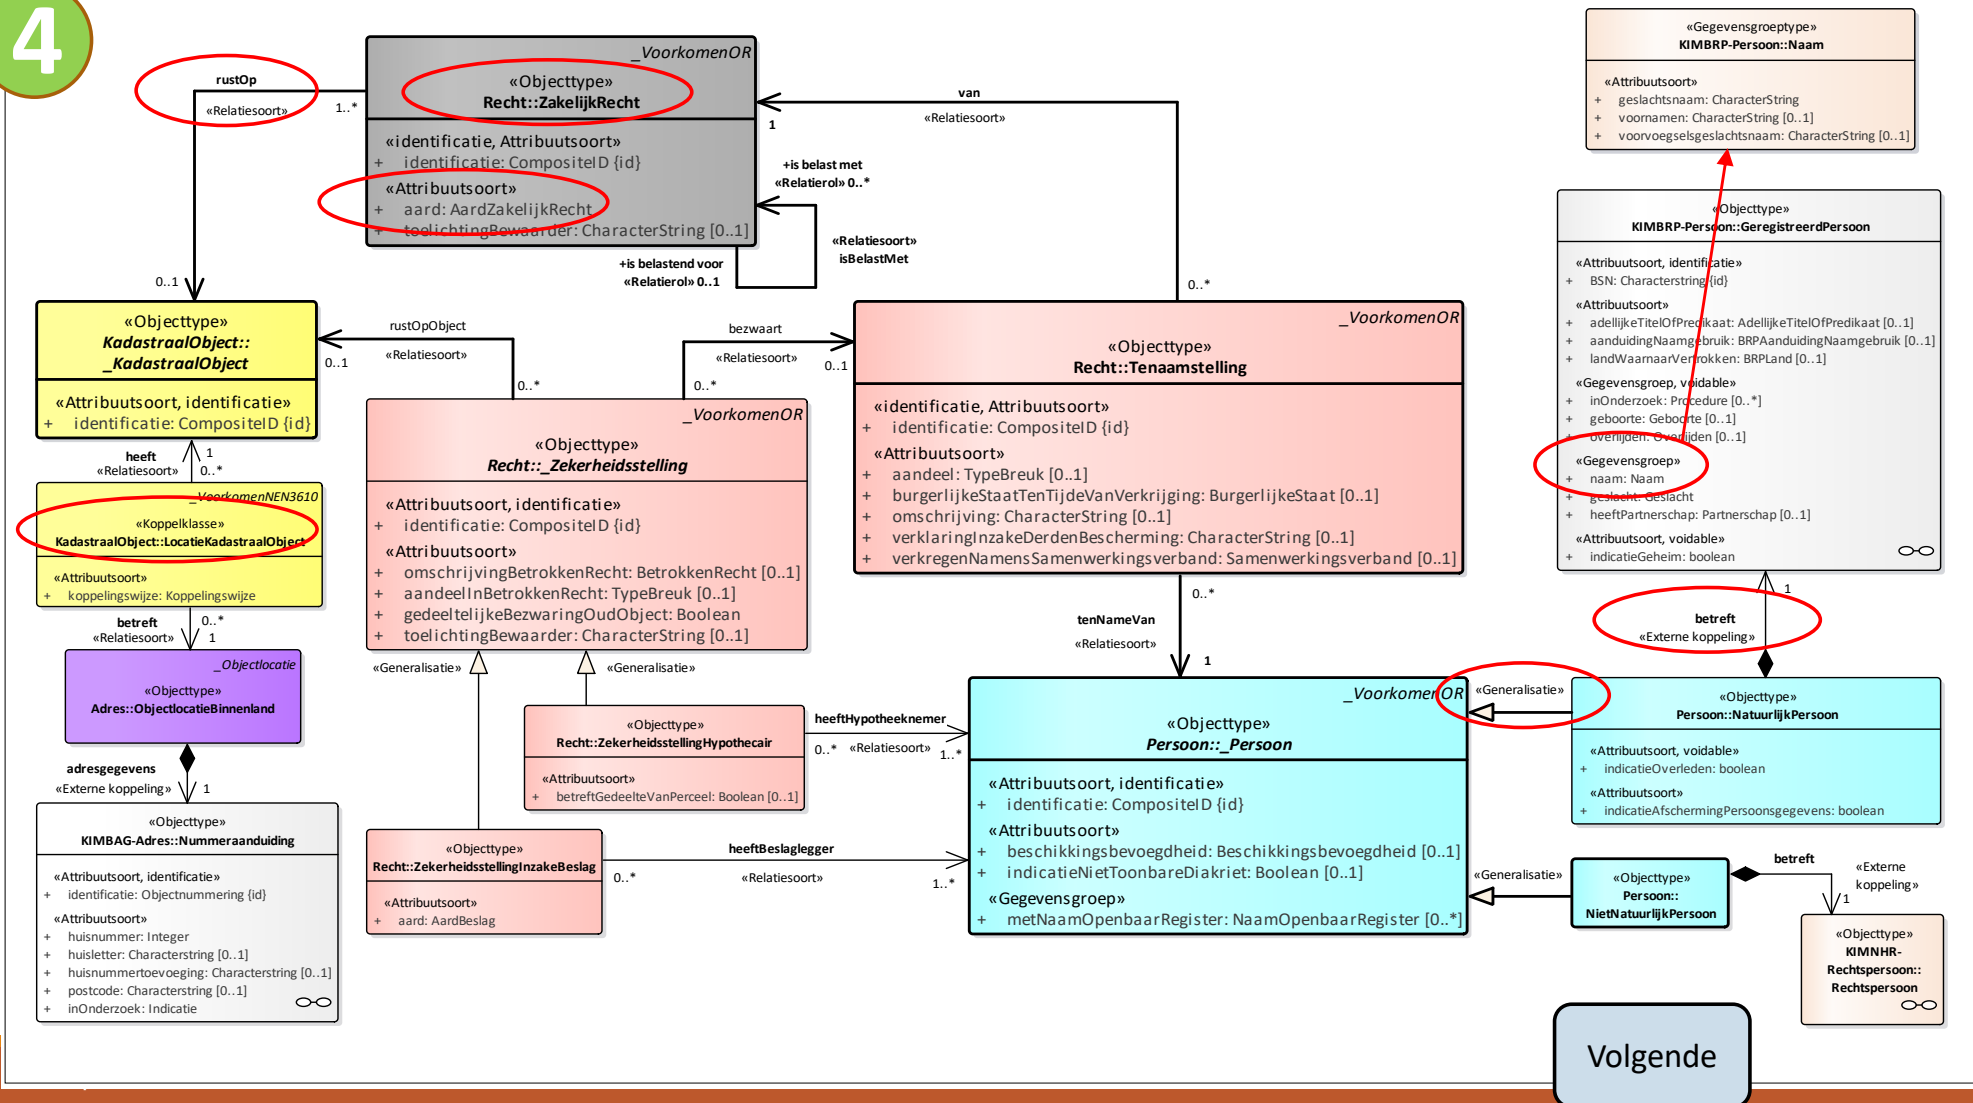 4
rustOp
«Relatiesoort»
1..*
0..1
_VoorkomenOR
«Objecttype»
Recht::ZakelijkRecht
«identificatie, Attribuutsoort»
+ identificatie: CompositeID {id}
«Attribuutsoort»
+ aard: AardZakelijkRecht
+ toelichtingBewaarder: CharacterString [0..1]
van
«Relatiesoort»
1
0..*
+is belast met
«Relatierol» 0..*
«Relatiesoort»
isBelastMet
+is belastend voor
«Relatierol» 0..1
«Gegevensgroeptype»
KIMBRP-Persoon::Naam
«Attribuutsoort»
+ geslachtsnaam: CharacterString
+ voornamen: CharacterString [0..1]
+ voorvoegselsgeslachtsnaam: CharacterString [0..1]
«Objecttype»
KIMBRP-Persoon::GeregistreerdPersoon
«Attribuutsoort, identificatie»
+ BSN: Characterstring {id}
«Attribuutsoort»
+ adellijkeTitelOfPredikaat: AdellijkeTitelOfPredikaat [0..1]
+ aanduidingNaamgebruik: BRPAanduidingNaamgebruik [0..1]
+ landWaarnaarVertrokken: BRPLand [0..1]
«Gegevensgroep, voidable»
+ inOnderzoek: Procedure [0..*]
+ geboorte: Geboorte [0..1]
+ overlijden: Overlijden [0..1]
«Gegevensgroep»
+ naam: Naam
+ geslacht: Geslacht
+ heeftPartnerschap: Partnerschap [0..1]
«Attribuutsoort, voidable»
+ indicatieGeheim: boolean
«Objecttype»
KadastraalObject::
_KadastraalObject
«Attribuutsoort, identificatie»
+ identificatie: CompositeID {id}
rustOpObject
«Relatiesoort»
0..1
0..*
bezwaart
«Relatiesoort»
0..1
0..*
_VoorkomenOR
«Objecttype»
Recht::Tenaamstelling
«identificatie, Attribuutsoort»
+ identificatie: CompositeID {id}
«Attribuutsoort»
+ aandeel: TypeBreuk [0..1]
+ burgerlijkeStaatTenTijdeVanVerkrijging: BurgerlijkeStaat [0..1]
+ omschrijving: CharacterString [0..1]
+ verklaringInzakeDerdenBescherming: CharacterString [0..1]
+ verkregenNamensSamenwerkingsverband: Samenwerkingsverband [0..1]
_VoorkomenOR
«Objecttype»
Recht::_Zekerheidsstelling
«Attribuutsoort, identificatie»
+ identificatie: CompositeID {id}
«Attribuutsoort»
+ omschrijvingBetrokkenRecht: BetrokkenRecht [0..1]
+ aandeelInBetrokkenRecht: TypeBreuk [0..1]
+ gedeeltelijkeBezwaringOudObject: Boolean
+ toelichtingBewaarder: CharacterString [0..1]
heeft
«Relatiesoort»
1
0..*
_VoorkomenNEN3610
«Koppelklasse»
KadastraalObject::LocatieKadastraalObject
«Attribuutsoort»
+ koppelingswijze: Koppelingswijze
betreft
«Relatiesoort»
0..*
1
_Objectlocatie
«Objecttype»
Adres::ObjectlocatieBinnenland
adresgegevens
«Externe koppeling»
1
«Objecttype»
KIMBAG-Adres::Nummeraanduiding
«Attribuutsoort, identificatie»
+ identificatie: Objectnummering {id}
«Attribuutsoort»
+ huisnummer: Integer
+ huisletter: Characterstring [0..1]
+ huisnummertoevoeging: Characterstring [0..1]
+ postcode: Characterstring [0..1]
+ inOnderzoek: Indicatie
«Generalisatie»
«Generalisatie»
«Objecttype»
Recht::ZekerheidsstellingHypothecair
«Attribuutsoort»
+ betreftGedeelteVanPerceel: Boolean [0..1]
heeftHypotheeknemer
0..* «Relatiesoort» 1..*
«Objecttype»
Recht::ZekerheidsstellingInzakeBeslag
«Attribuutsoort»
+ aard: AardBeslag
heeftBeslaglegger
0..*
«Relatiesoort»
1..*
0..*
tenNameVan
«Relatiesoort»
1
_VoorkomenOR
«Objecttype»
Persoon::_Persoon
«Attribuutsoort, identificatie»
+ identificatie: CompositeID {id}
«Attribuutsoort»
+ beschikkingsbevoegdheid: Beschikkingsbevoegdheid [0..1]
+ indicatieNietToonbareDiakriet: Boolean [0..1]
«Gegevensgroep»
+ metNaamOpenbaarRegister: NaamOpenbaarRegister [0..*]
1
betreft
«Externe koppeling»
«Generalisatie»
«Objecttype»
Persoon::NatuurlijkPersoon
«Attribuutsoort, voidable»
+ indicatieOverleden: boolean
«Attribuutsoort»
+ indicatieAfschermingPersoonsgegevens: boolean
«Generalisatie»
«Objecttype»
Persoon::
NietNatuurlijkPersoon
betreft
«Externe
koppeling»
1
«Objecttype»
KIMNHR-
Rechtspersoon::
Rechtspersoon
Volgende